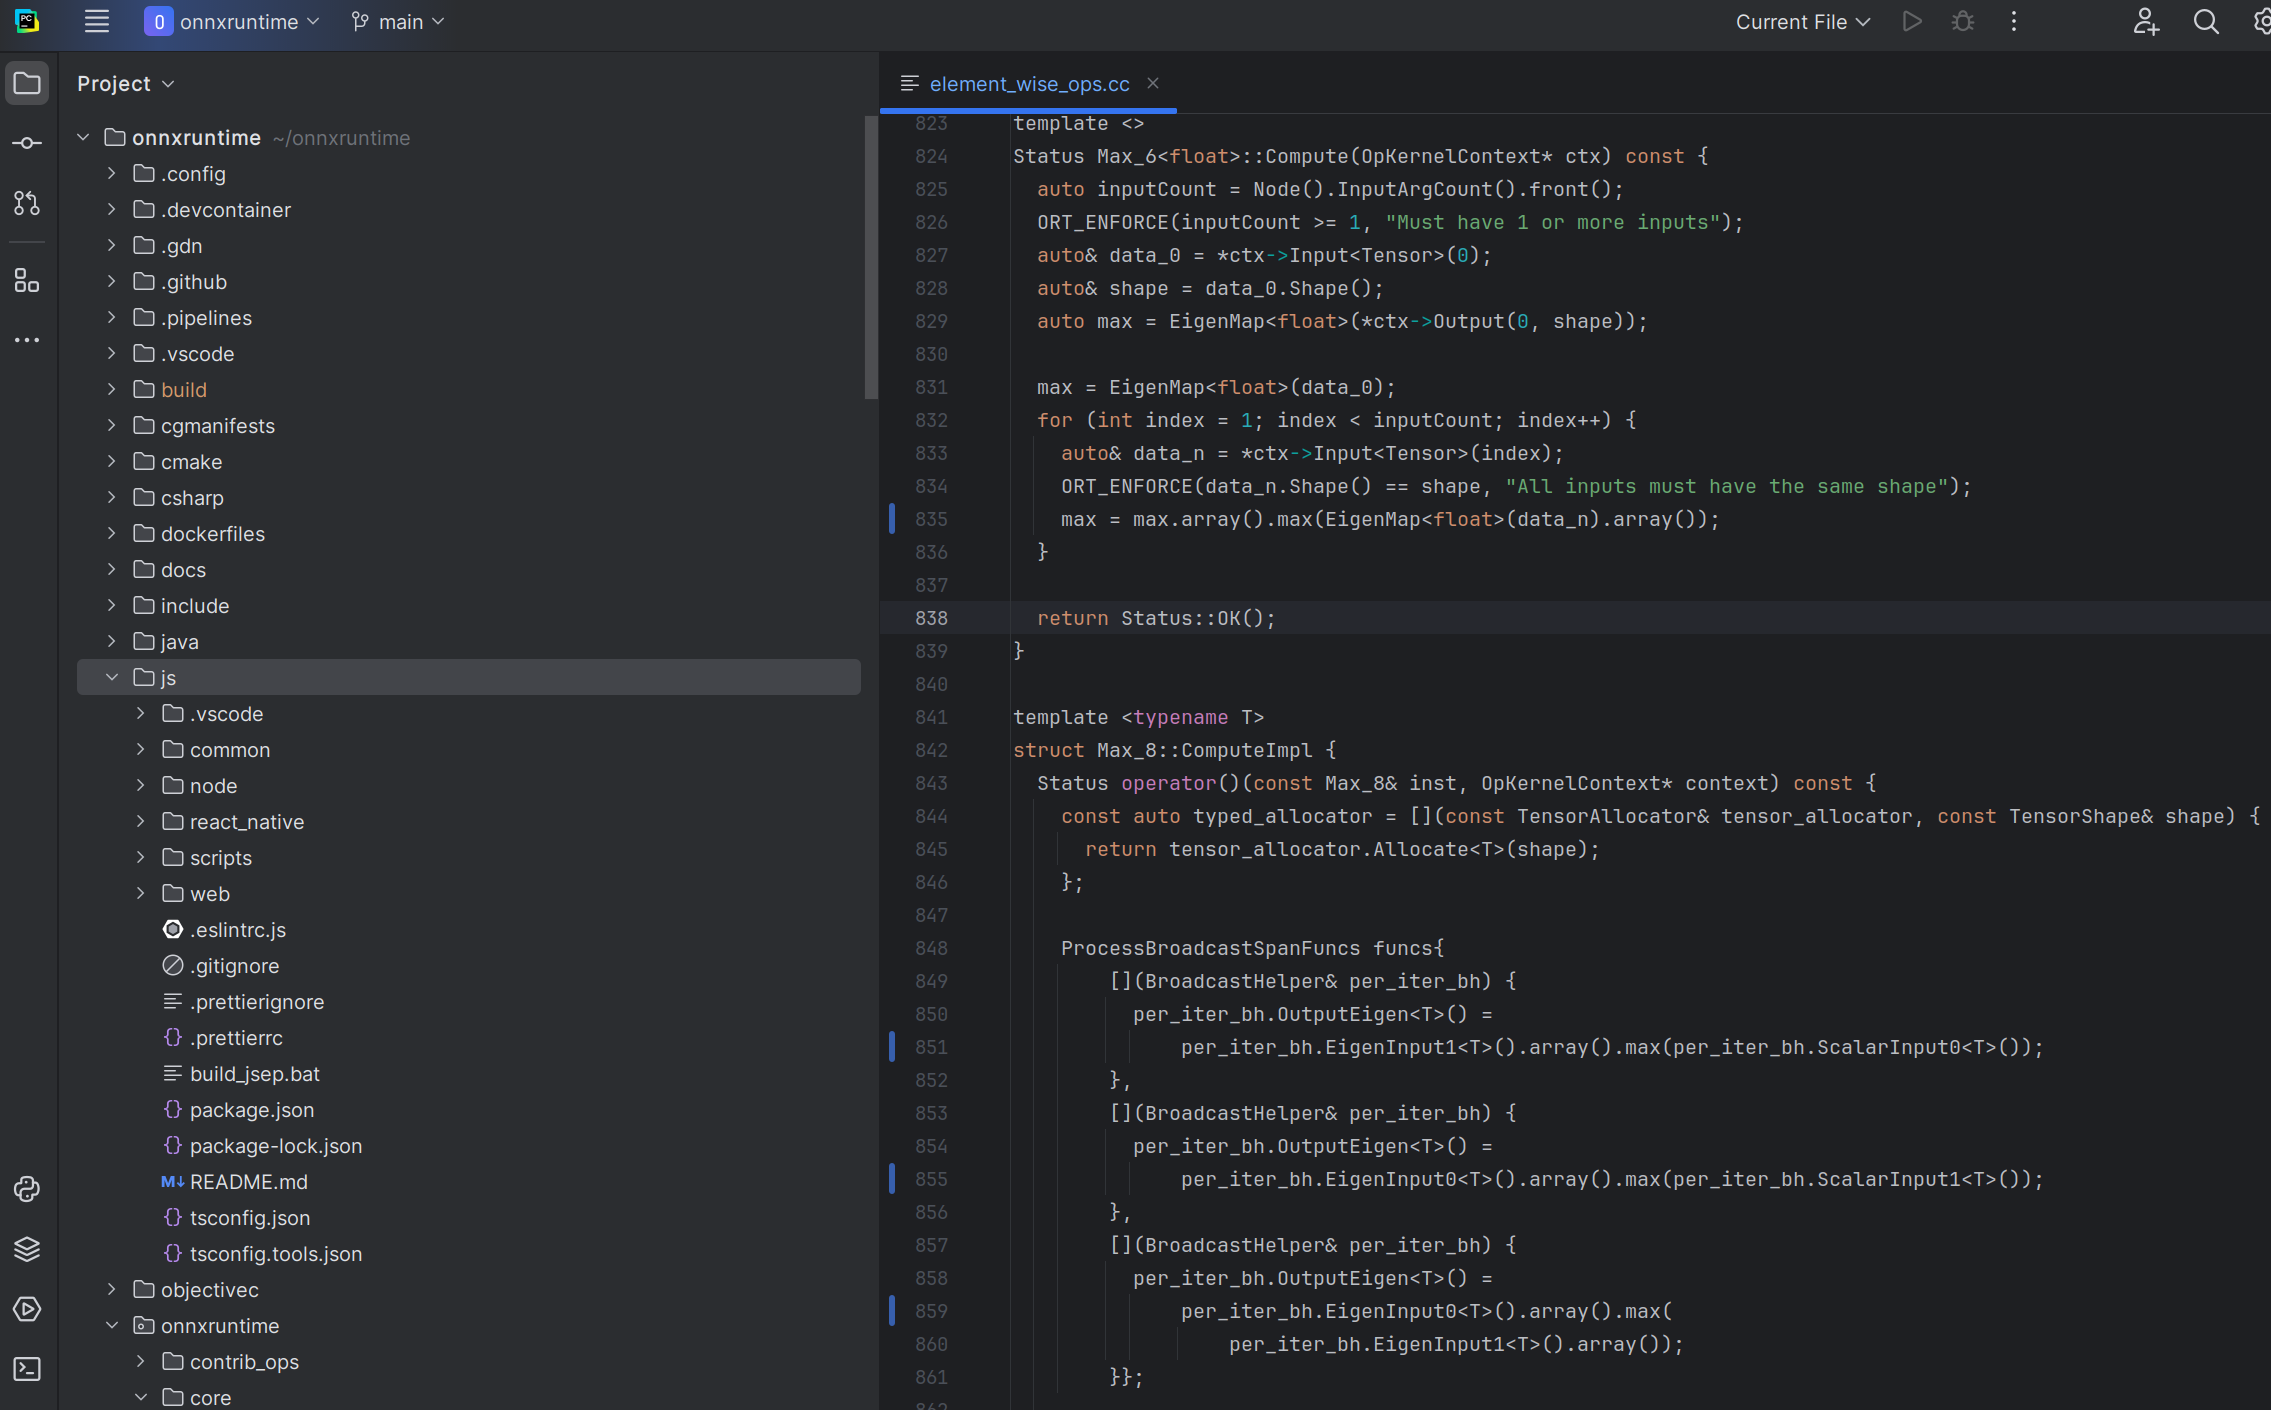 PC
O onnxruntime main Current File
Project
element_wise_ops.cc
onnxruntime ~/onnxruntime
.config
.devcontainer
.gdn
.github
.pipelines
.vscode
build
cgmanifests
cmake
csharp
dockerfiles
docs
include
java
js
.vscode
common
node
react_native
scripts
web
.eslintrc.js
.gitignore
.prettierignore
{} .prettierrc
build_jsep.bat
{} package.json
{} package-lock.json
M↓ README.md
{} tsconfig.json
{} tsconfig.tools.json
objectivec
onnxruntime
contrib_ops
core
823 template <>
824 Status Max_6<float>::Compute(OpKernelContext* ctx) const {
825 auto inputCount = Node().InputArgCount().front();
826 ORT_ENFORCE(inputCount >= 1, "Must have 1 or more inputs");
827 auto& data_0 = *ctx->Input<Tensor>(0);
828 auto& shape = data_0.Shape();
829 auto max = EigenMap<float>(*ctx->Output(0, shape));
830
831 max = EigenMap<float>(data_0);
832 for (int index = 1; index < inputCount; index++) {
833 auto& data_n = *ctx->Input<Tensor>(index);
834 ORT_ENFORCE(data_n.Shape() == shape, "All inputs must have the same shape");
835 max = max.array().max(EigenMap<float>(data_n).array());
836 }
837
838 return Status::OK();
839 }
840
841 template <typename T>
842 struct Max_8::ComputeImpl {
843 Status operator()(const Max_8& inst, OpKernelContext* context) const {
844 const auto typed_allocator = [](const TensorAllocator& tensor_allocator, const TensorShape& shape) {
845 return tensor_allocator.Allocate<T>(shape);
846 };
847
848 ProcessBroadcastSpanFuncs funcs{
849 [](BroadcastHelper& per_iter_bh) {
850 per_iter_bh.OutputEigen<T>() =
851 per_iter_bh.EigenInput1<T>().array().max(per_iter_bh.ScalarInput0<T>());
852 },
853 [](BroadcastHelper& per_iter_bh) {
854 per_iter_bh.OutputEigen<T>() =
855 per_iter_bh.EigenInput0<T>().array().max(per_iter_bh.ScalarInput1<T>());
856 },
857 [](BroadcastHelper& per_iter_bh) {
858 per_iter_bh.OutputEigen<T>() =
859 per_iter_bh.EigenInput0<T>().array().max(
860 per_iter_bh.EigenInput1<T>().array());
861 }};